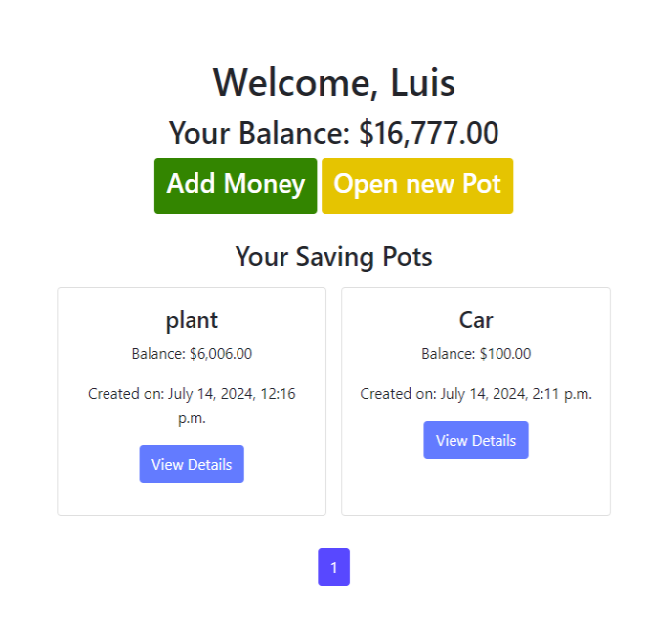 Welcome, Luis
Your Balance: $16,777.00
Add Money Open new Pot
Your Saving Pots
plant
Balance: $6,006.00
Created on: July 14, 2024, 12:16
p.m.
View Details
Car
Balance: $100.00
Created on: July 14, 2024, 2:11 p.m.
View Details
1